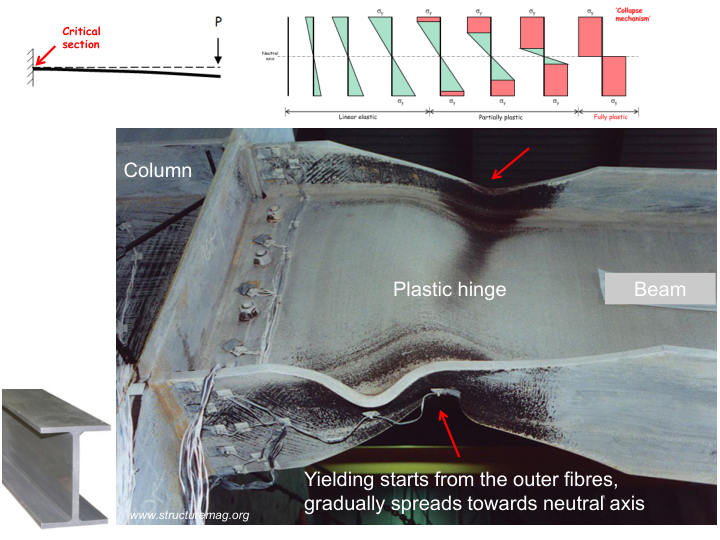 Critical
section
P
Neutral
axis
σy
σy
σy
σy
σy
σy
σy
σy
σy
σy
'Collapse
mechanism'
Linear elastic
Partially plastic
Fully plastic
Column
Plastic hinge
Beam
Yielding starts from the outer fibres,
gradually spreads towards neutral axis
www.structuremag.org